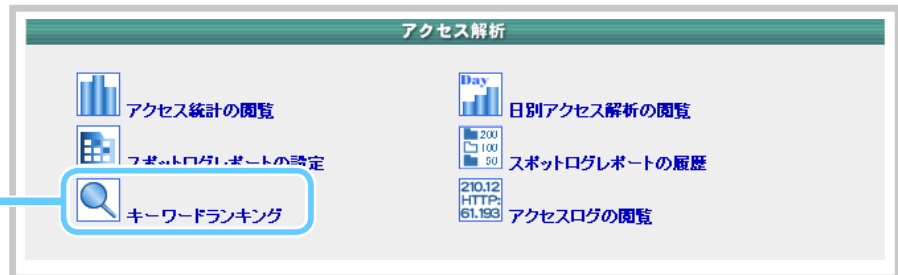 アクセス解析
アクセス統計の閲覧
Day
日別アクセス解析の閲覧
スポットログレポートの設定
200
100
50
スポットログレポートの履歴
キーワードランキング
210.12
HTTP:
61.193
アクセスログの閲覧